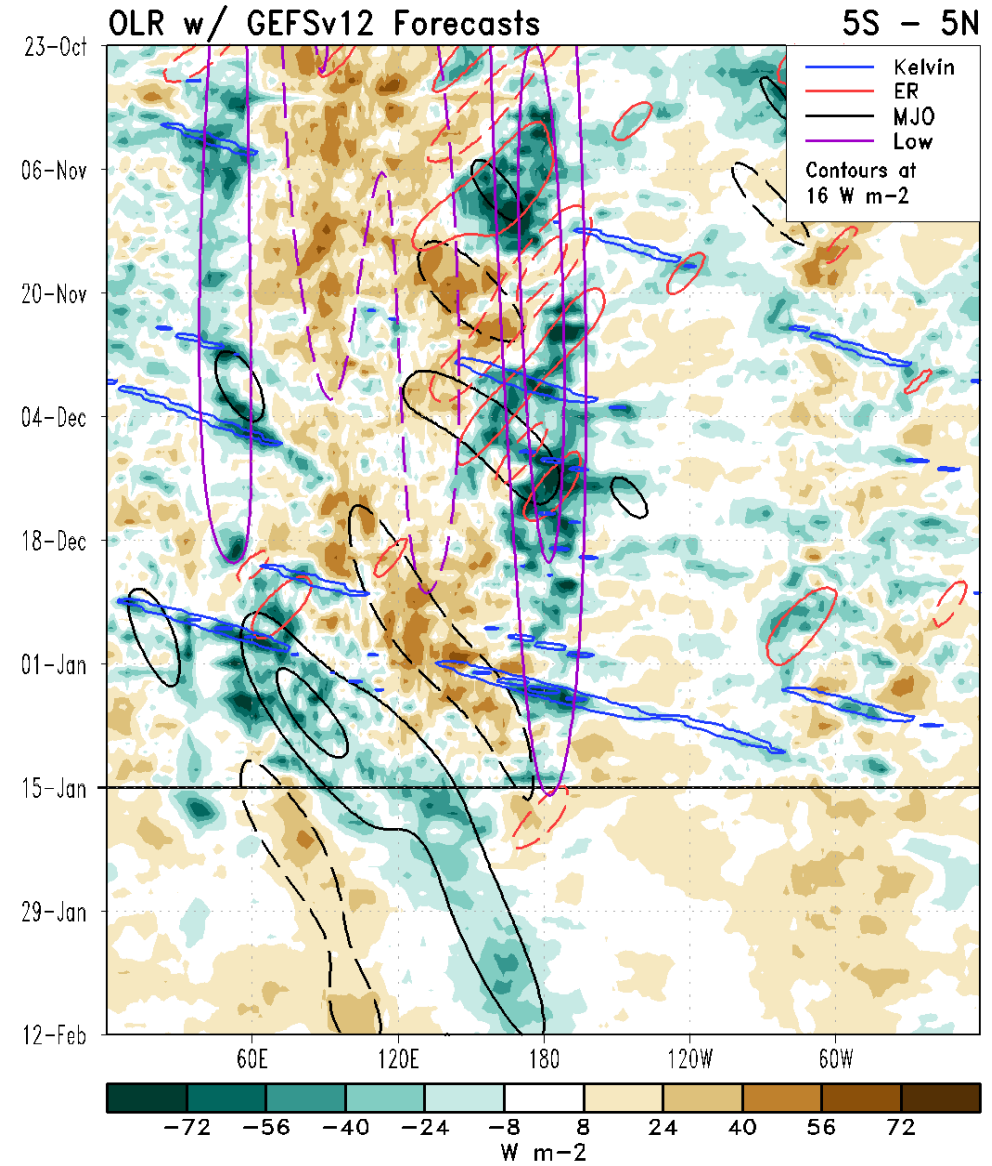 OLR w/ GEFSv12 Forecasts 5S - 5N
23-Oct
06-Nov
20-Nov
04-Dec
18-Dec
01-Jan
15-Jan
29-Jan
12-Feb
Kelvin
ER
MJO
Low
Contours at
16 W m-2
60E 120E 180 120W 60W
-72 -56 -40 -24 -8 8 24 40 56 72
W m-2